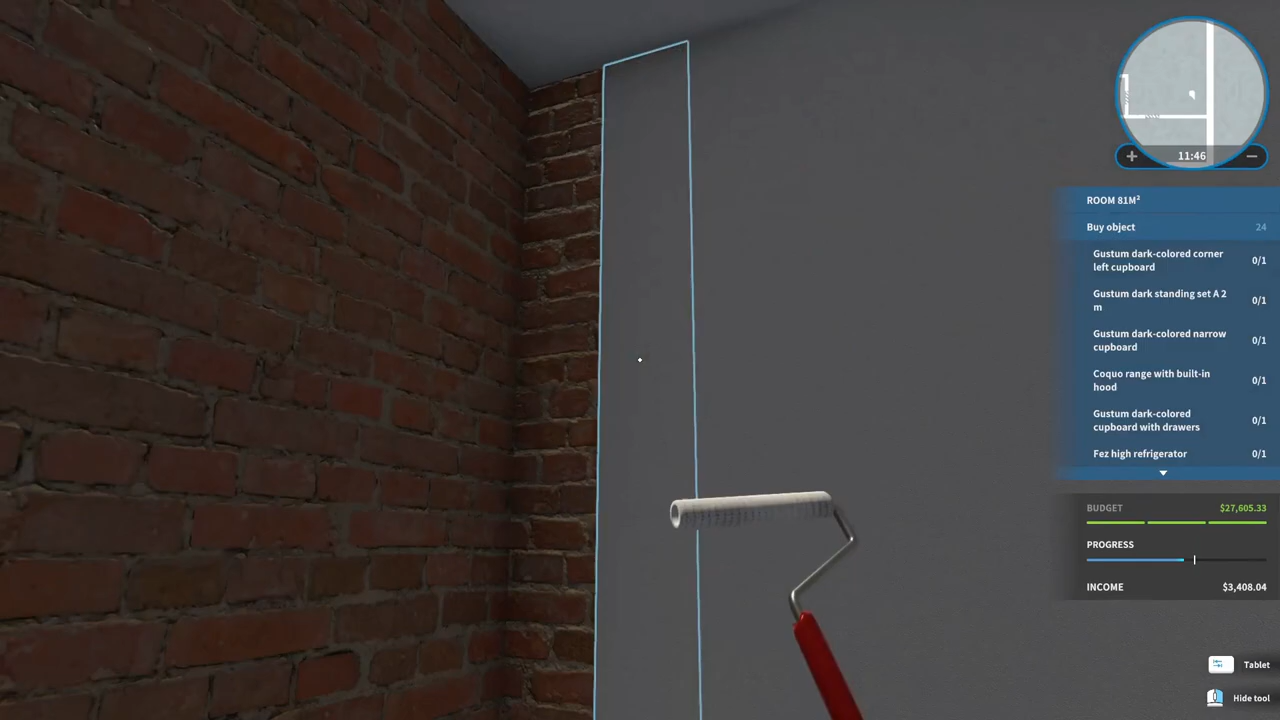 11:46
ROOM 81M²
Buy object 24
Gustum dark-colored corner
left cupboard 0/1
Gustum dark standing set A 2
m 0/1
Gustum dark-colored narrow
cupboard 0/1
Coquo range with built-in
hood 0/1
Gustum dark-colored
cupboard with drawers 0/1
Fez high refrigerator 0/1
BUDGET $27,605.33
PROGRESS
INCOME $3,408.04
Tablet
Hide tool